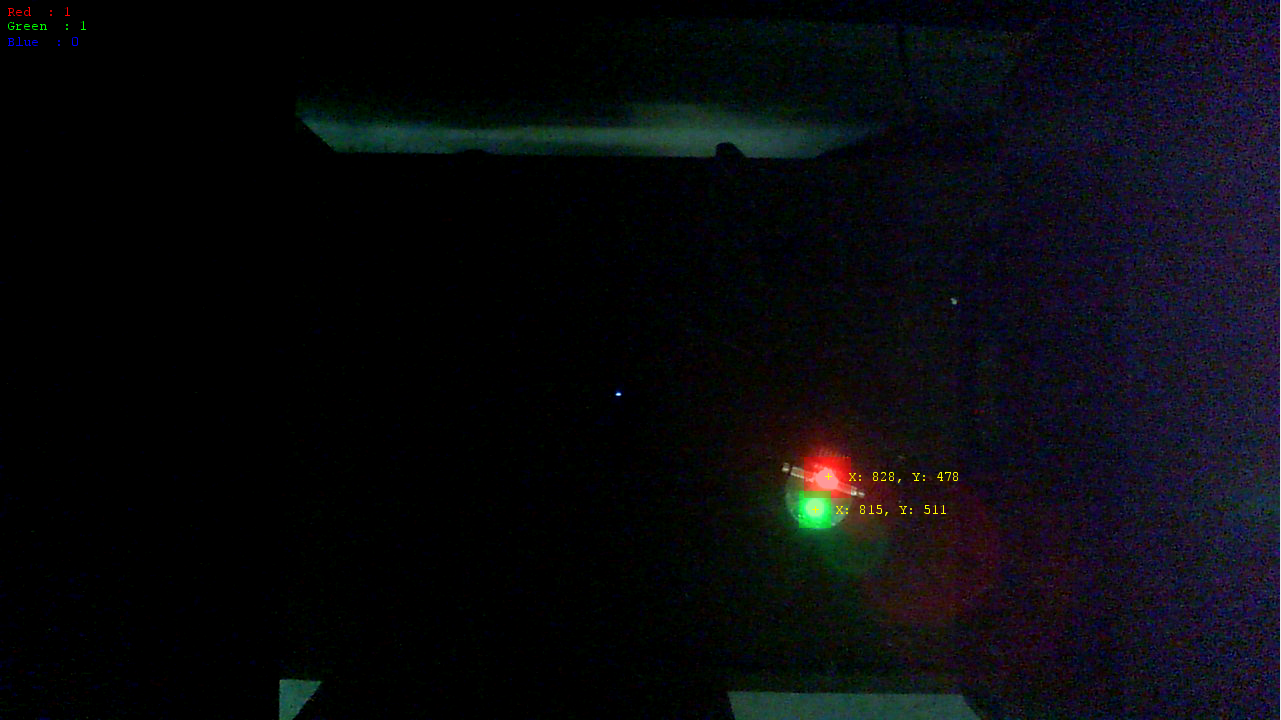 Red  : 1
Green  : 1
Blue  : 0
+ X: 828, Y: 478
X: 815, Y: 511